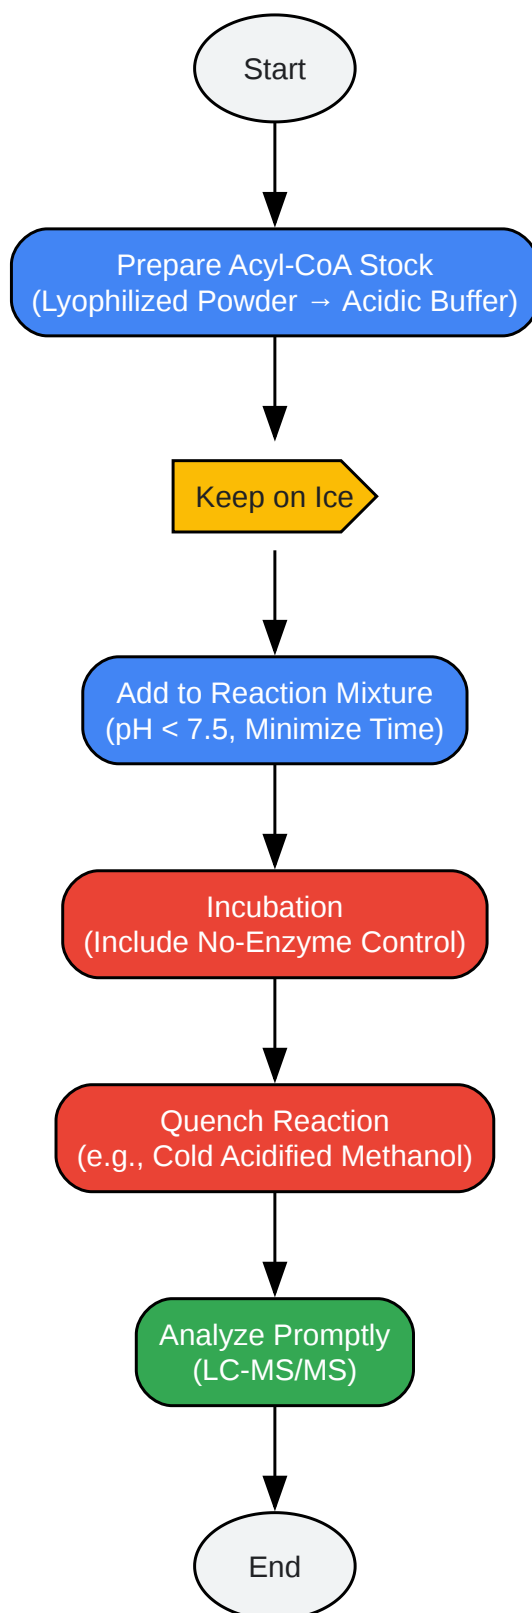 Start
Prepare Acyl-CoA Stock
(Lyophilized Powder → Acidic Buffer)
Keep on Ice
Add to Reaction Mixture
(pH < 7.5, Minimize Time)
Incubation
(Include No-Enzyme Control)
Quench Reaction
(e.g., Cold Acidified Methanol)
Analyze Promptly
(LC-MS/MS)
End